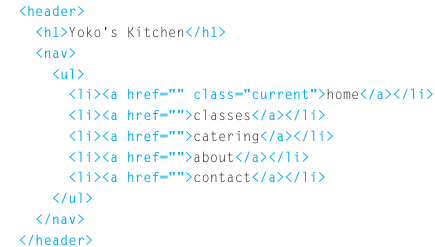 <header>
<h1>Yoko's Kitchen</h1>
<nav>
<ul>
<li><a href="" class="current">home</a></li>
<li><a href="">classes</a></li>
<li><a href="">catering</a></li>
<li><a href="">about</a></li>
<li><a href="">contact</a></li>
</ul>
</nav>
</header>